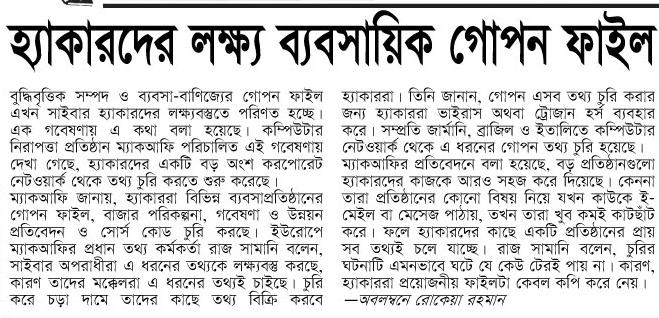 হ্যাকারদের লক্ষ্য ব্যবসায়িক গোপন ফাইল
বুদ্ধিবৃত্তিক সম্পদ ও ব্যবসা-বাণিজ্যের গোপন ফাইল
এখন সাইবার হ্যাকারদের লক্ষ্যবস্তুতে পরিণত হচ্ছে।
এক গবেষণায় এ কথা বলা হয়েছে। কম্পিউটার
নিরাপত্তা প্রতিষ্ঠান ম্যাকআফি পরিচালিত এই গবেষণায়
দেখা গেছে, হ্যাকারদের একটি বড় অংশ করপোরেট
নেটওয়ার্ক থেকে তথ্য চুরি করতে শুরু করেছে।
ম্যাকআফি জানায়, হ্যাকাররা বিভিন্ন ব্যবসাপ্রতিষ্ঠানের
গোপন ফাইল, বাজার পরিকল্পনা, গবেষণা ও উন্নয়ন
প্রতিবেদন ও সোর্স কোড চুরি করছে। ইউরোপে
ম্যাকআফির প্রধান তথ্য কর্মকর্তা রাজ সামানি বলেন,
সাইবার অপরাধীরা এ ধরনের তথ্যকে লক্ষ্যবস্তু করছে,
কারণ তাদের মক্কেলরা এ ধরনের তথ্যই চাইছে। চুরি
করে চড়া দামে তাদের কাছে তথ্য বিক্রি করবে
হ্যাকাররা। তিনি জানান, গোপন এসব তথ্য চুরি করার
জন্য হ্যাকাররা ভাইরাস অথবা ট্রোজান হর্স ব্যবহার
করে। সম্প্রতি জার্মানি, ব্রাজিল ও ইতালিতে কম্পিউটার
নেটওয়ার্ক থেকে এ ধরনের গোপন তথ্য চুরি হয়েছে।
ম্যাকআফির প্রতিবেদনে বলা হয়েছে, বড় প্রতিষ্ঠানগুলো
হ্যাকারদের কাজকে আরও সহজ করে দিয়েছে। কেননা
তারা প্রতিষ্ঠানের কোনো বিষয় নিয়ে যখন কাউকে ই-
মেইল বা মেসেজ পাঠায়, তখন তারা খুব কমই কাটছাঁট
করে। ফলে হ্যাকারদের কাছে একটি প্রতিষ্ঠানের প্রায়
সব তথ্যই চলে যাচ্ছে। রাজ সামানি বলেন, চুরির
ঘটনাটি এমনভাবে ঘটে যে কেউ টেরই পায় না। কারণ,
হ্যাকাররা প্রয়োজনীয় ফাইলটা কেবল কপি করে নেয়।
—অবলম্বনে রোকেয়া রহমান